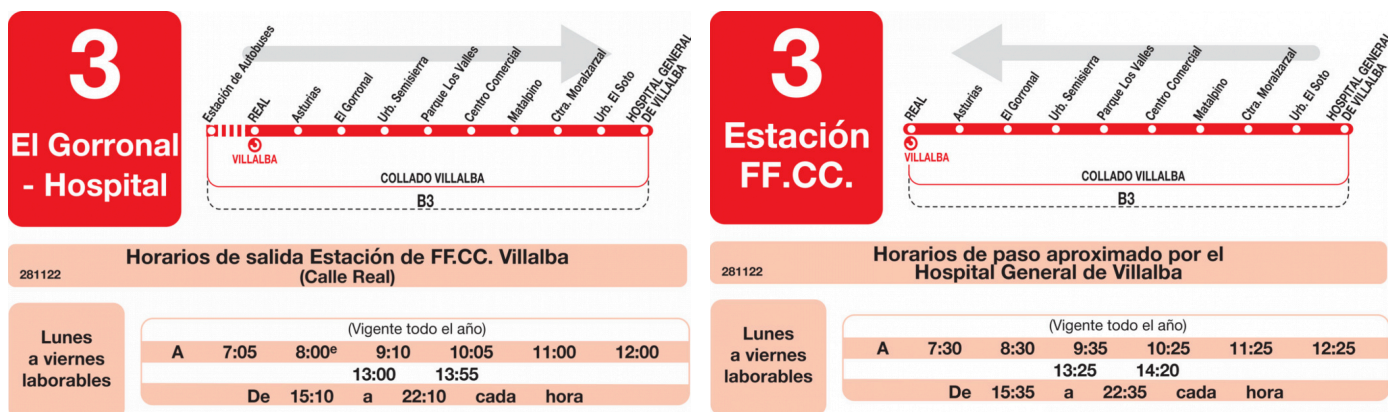 3
El Gorronal
- Hospital
Estación de Autobuses
REAL
Asturias
El Gorronal
Urb. Semisierra
Parque Los Valles
Centro Comercial
Matalpino
Ctra. Moralzarzal
Urb. El Soto
HOSPITAL GENERAL
DE VILLALBA
VILLALBA
COLLADO VILLALBA
B3
Horarios de salida Estación de FF.CC. Villalba
(Calle Real)
281122
Lunes
a viernes
laborables
(Vigente todo el año)
A 7:05 8:00e 9:10 10:05 11:00 12:00
13:00 13:55
De 15:10 a 22:10 cada hora
3
Estación
FF.CC.
REAL
Asturias
El Gorronal
Urb. Semisierra
Parque Los Valles
Centro Comercial
Matalpino
Ctra. Moralzarzal
Urb. El Soto
HOSPITAL GENERAL
DE VILLALBA
VILLALBA
COLLADO VILLALBA
B3
Horarios de paso aproximado por el
Hospital General de Villalba
281122
Lunes
a viernes
laborables
(Vigente todo el año)
A 7:30 8:30 9:35 10:25 11:25 12:25
13:25 14:20
De 15:35 a 22:35 cada hora